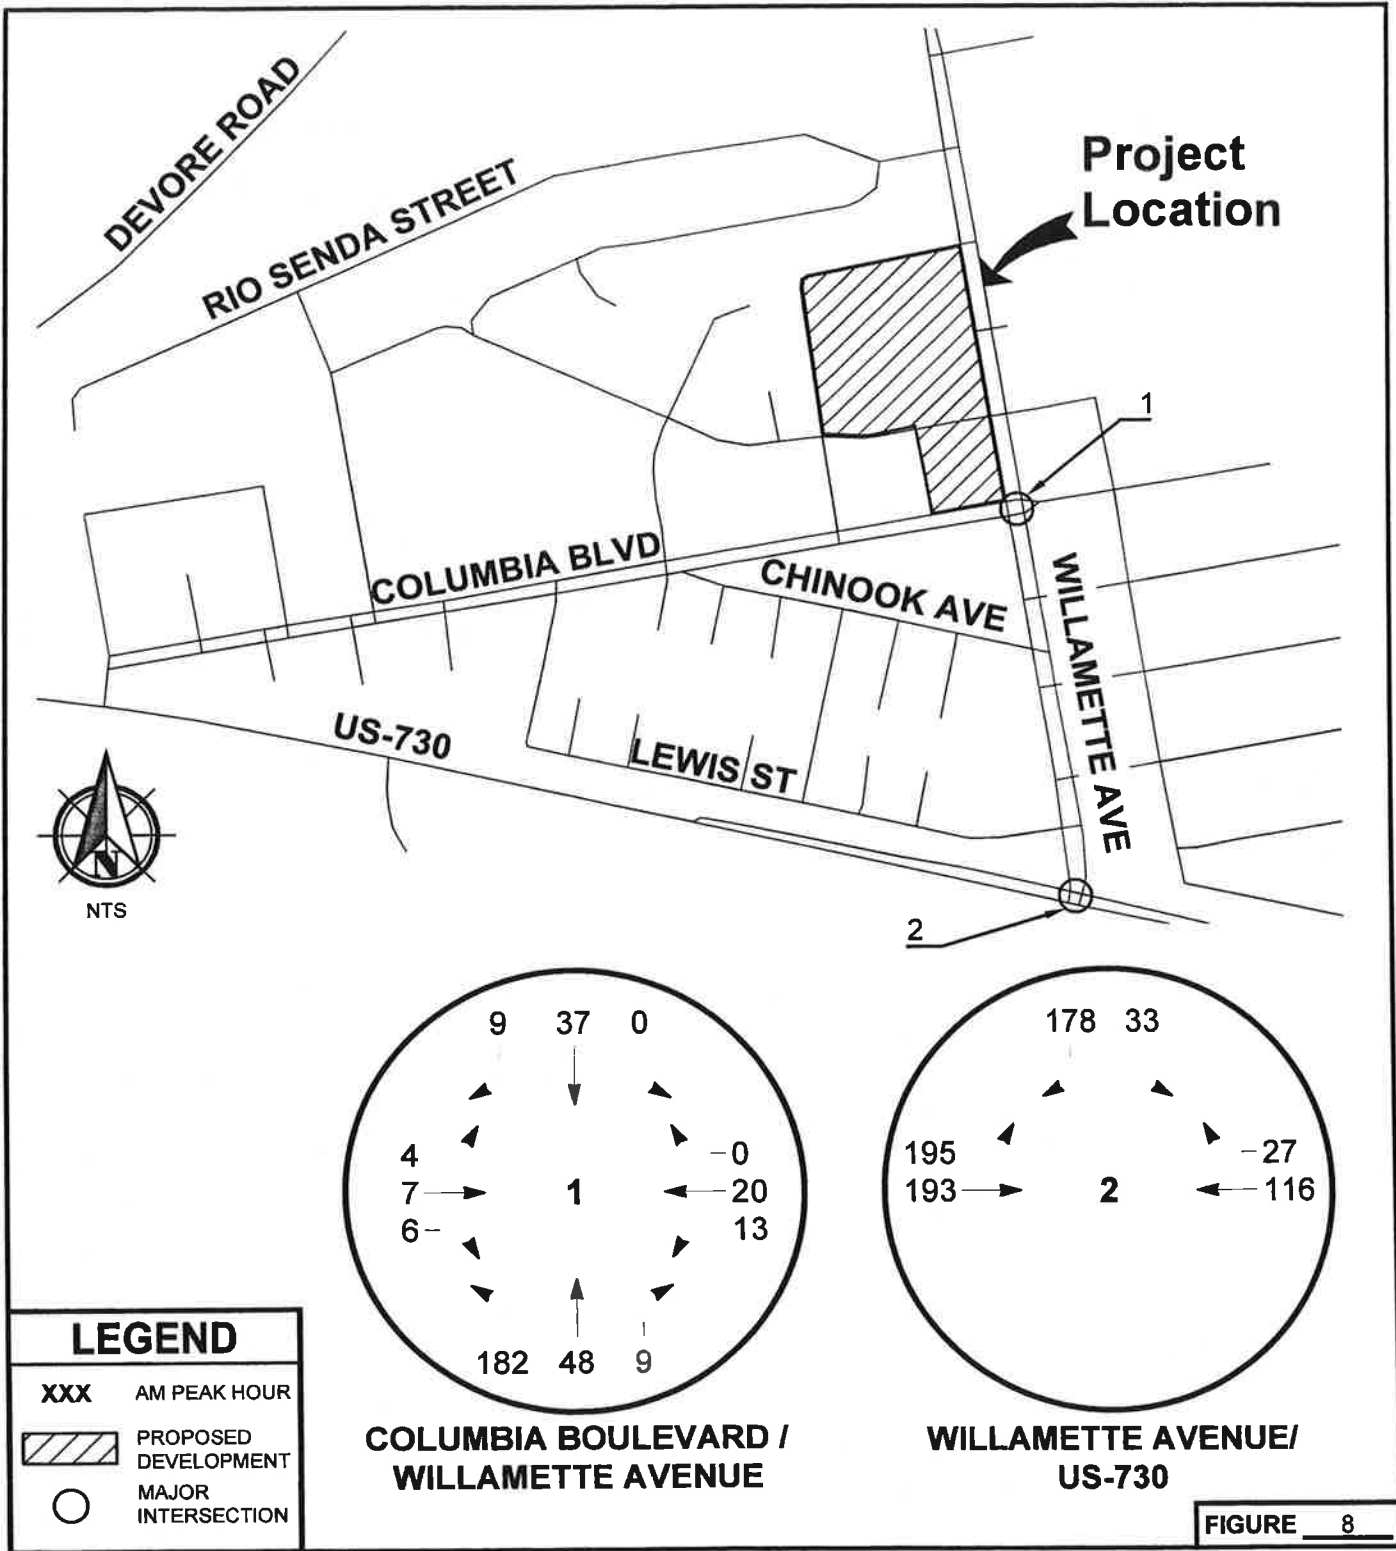 DEVORE ROAD
RIO SENDA STREET
Project
Location
1
COLUMBIA BLVD
CHINOOK AVE
WILLAMETTE AVE
US-730
LEWIS ST
N
NTS
2
9 37 0
4
7
6
1
0
20
13
182 48 9
COLUMBIA BOULEVARD /
WILLAMETTE AVENUE
178 33
195
193
2
27
116
WILLAMETTE AVENUE/
US-730
LEGEND
XXX AM PEAK HOUR
PROPOSED
DEVELOPMENT
MAJOR
INTERSECTION
FIGURE 8